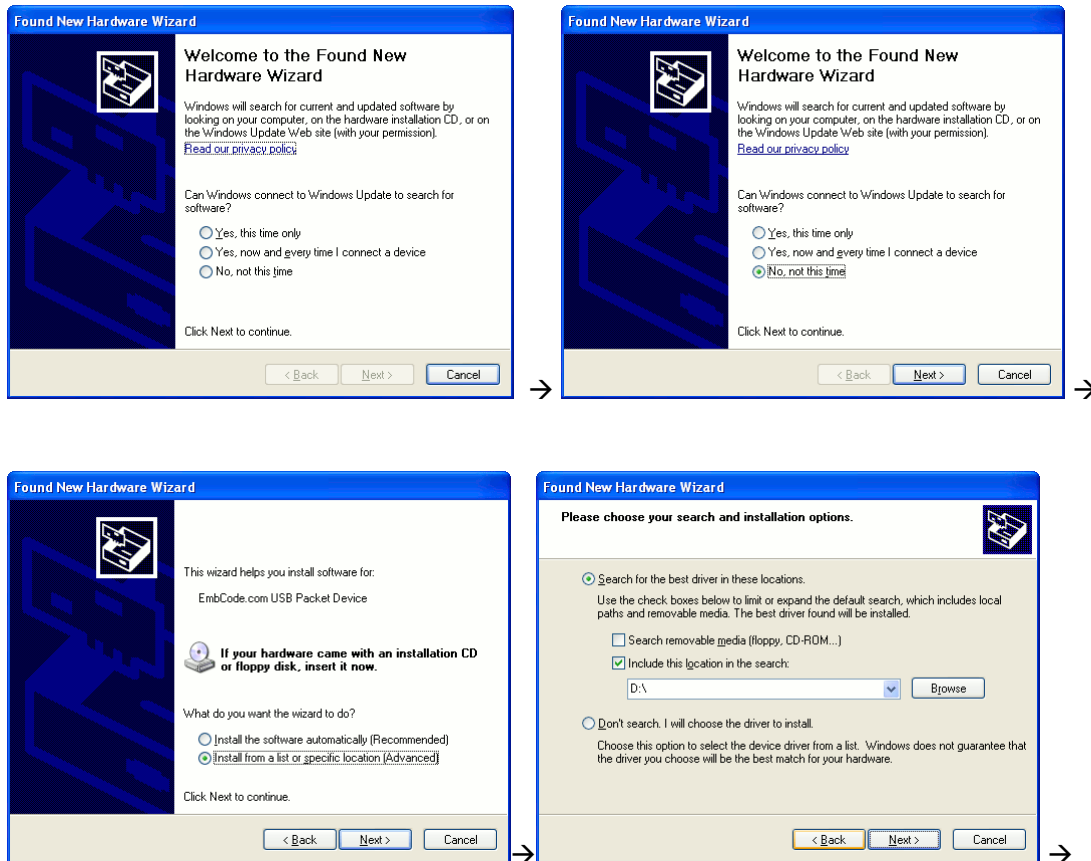 Found New Hardware Wizard
Welcome to the Found New
Hardware Wizard
Windows will search for current and updated software by
looking on your computer, on the hardware installation CD, or on
the Windows Update Web site (with your permission).
Read our privacy policy
Can Windows connect to Windows Update to search for
software?
Yes, this time only
Yes, now and every time I connect a device
No, not this time
Click Next to continue.
< Back
Next >
Cancel
→
Found New Hardware Wizard
Welcome to the Found New
Hardware Wizard
Windows will search for current and updated software by
looking on your computer, on the hardware installation CD, or on
the Windows Update Web site (with your permission).
Read our privacy policy
Can Windows connect to Windows Update to search for
software?
Yes, this time only
Yes, now and every time I connect a device
No, not this time
Click Next to continue.
< Back
Next >
Cancel
→
Found New Hardware Wizard
This wizard helps you install software for:
EmbCode.com USB Packet Device
If your hardware came with an installation CD
or floppy disk, insert it now.
What do you want the wizard to do?
Install the software automatically (Recommended)
Install from a list or specific location (Advanced)
Click Next to continue.
< Back
Next >
Cancel
→
Found New Hardware Wizard
Please choose your search and installation options.
Search for the best driver in these locations.
Use the check boxes below to limit or expand the default search, which includes local
paths and removable media. The best driver found will be installed.
Search removable media (floppy, CD-ROM...)
Include this location in the search:
D:\
Browse
Don't search. I will choose the driver to install.
Choose this option to select the device driver from a list. Windows does not guarantee that
the driver you choose will be the best match for your hardware.
< Back
Next >
Cancel
→